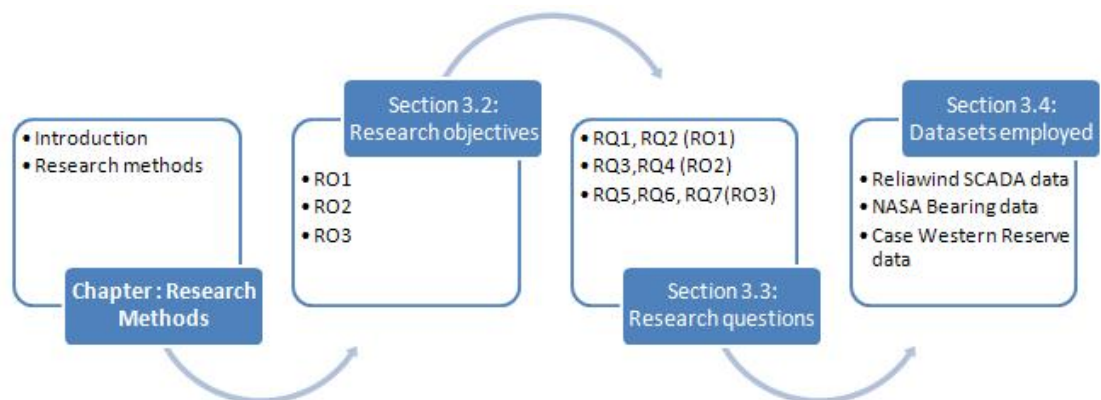 • Introduction
• Research methods
Chapter : Research
Methods
Section 3.2:
Research objectives
• RO1
• RO2
• RO3
• RQ1, RQ2 (RO1)
• RQ3,RQ4 (RO2)
• RQ5,RQ6, RQ7(RO3)
Section 3.3:
Research questions
Section 3.4:
Datasets employed
• Reliawind SCADA data
• NASA Bearing data
• Case Western Reserve
data